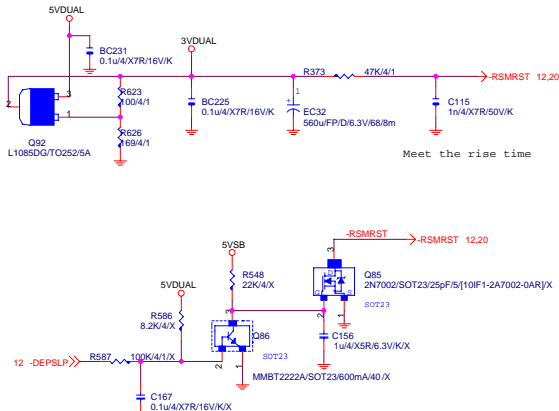 5VDUAL
BC231
0.1u/4/X7R/16V/K
3VDUAL
R373
47K/4/1
-RSMRST 12,20
2
3
1
R623
100/4/1
BC225
0.1u/4/X7R/16V/K
1
+
EC32
560u/FP/D/6.3V/68/8m
C115
1n/4/X7R/50V/K
Q92
L1085DG/TO252/5A
R626
169/4/1
Meet the rise time
-RSMRST
-RSMRST 12,20
5VSB
3
R548
22K/4/X
Q85
2N7002/SOT23/25pF/5/[10IF1-2A7002-0AR]/X
SOT23
D
G
S
2
1
5VDUAL
R586
8.2K/4/X
3
Q86
SOT23
C156
1u/4/X5R/6.3V/K/X
12 -DEPSLP
R587
100K/4/1/X
2
1
MMBT2222A/SOT23/600mA/40/X
C167
0.1u/4/X7R/16V/K/X